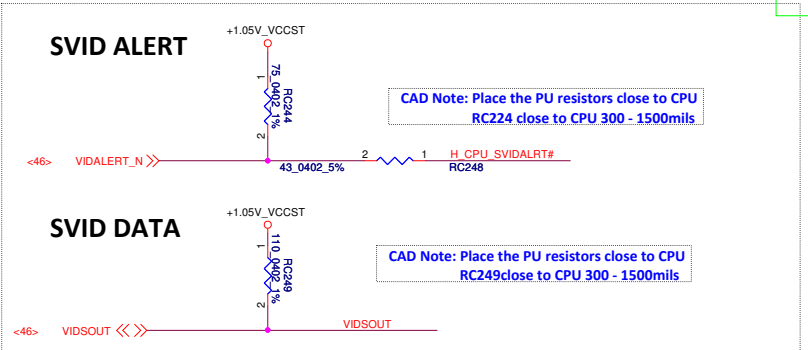 SVID ALERT
+1.05V_VCCST
1
75_0402_1%
RC244
2
CAD Note: Place the PU resistors close to CPU
RC224 close to CPU 300 - 1500mils
<46>
VIDALERT_N
43_0402_5%
2
1
H_CPU_SVIDALRT#
RC248
SVID DATA
+1.05V_VCCST
1
110_0402_1%
RC249
2
CAD Note: Place the PU resistors close to CPU
RC249close to CPU 300 - 1500mils
<46>
VIDSOUT
VIDSOUT